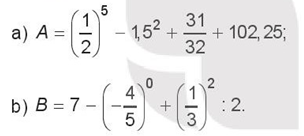 a) A = (1/2)^5 − 1,5^2 + 31/32 + 102,25;
b) B = 7 − (−4/5)^0 + (1/3)^2 : 2.